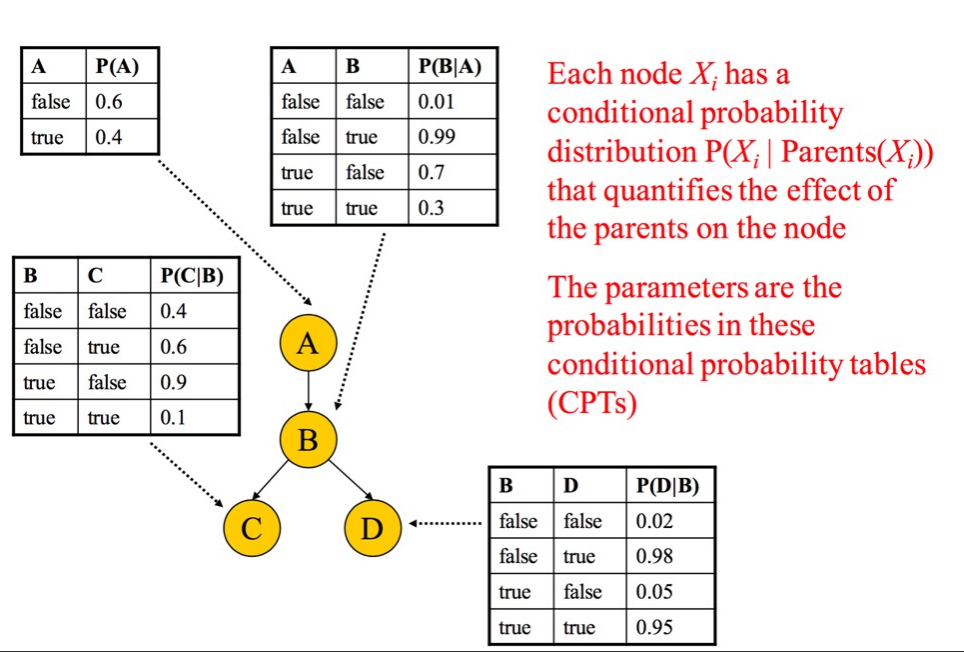 A P(A)
false 0.6
true 0.4
A B P(B|A)
false false 0.01
false true 0.99
true false 0.7
true true 0.3
Each node Xi has a
conditional probability
distribution P(Xi | Parents(Xi))
that quantifies the effect of
the parents on the node
The parameters are the
probabilities in these
conditional probability tables
(CPTs)
B C P(C|B)
false false 0.4
false true 0.6
true false 0.9
true true 0.1
A
B
C
D
B D P(D|B)
false false 0.02
false true 0.98
true false 0.05
true true 0.95